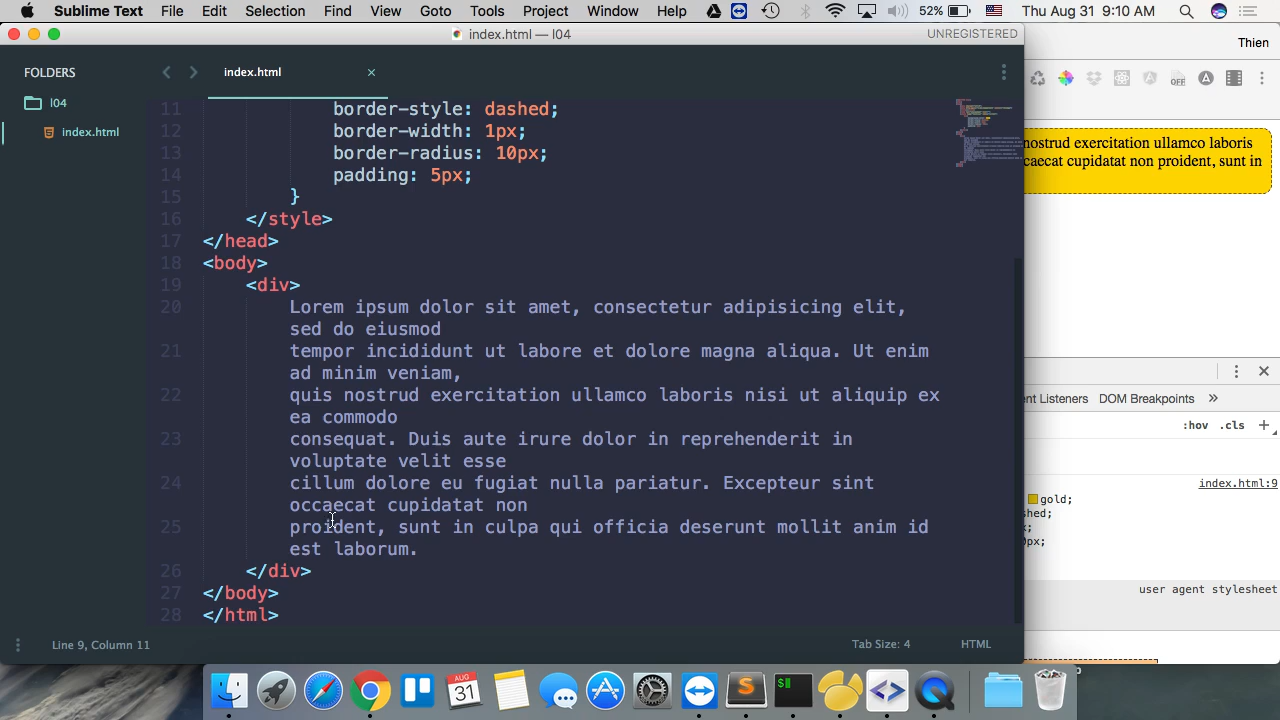 Sublime Text File Edit Selection Find View Goto Tools Project Window Help 52% Thu Aug 31 9:10 AM
index.html — l04 UNREGISTERED
Thien
FOLDERS
l04
index.html
index.html ×
OFF
11 border-style: dashed;
12 border-width: 1px;
13 border-radius: 10px;
14 padding: 5px;
15 }
16 </style>
17 </head>
18 <body>
19 <div>
20 Lorem ipsum dolor sit amet, consectetur adipisicing elit,
sed do eiusmod
21 tempor incididunt ut labore et dolore magna aliqua. Ut enim
ad minim veniam,
22 quis nostrud exercitation ullamco laboris nisi ut aliquip ex
ea commodo
23 consequat. Duis aute irure dolor in reprehenderit in
voluptate velit esse
24 cillum dolore eu fugiat nulla pariatur. Excepteur sint
occaecat cupidatat non
25 proident, sunt in culpa qui officia deserunt mollit anim id
est laborum.
26 </div>
27 </body>
28 </html>
Line 9, Column 11 Tab Size: 4 HTML
nostrud exercitation ullamco laboris
caecat cupidatat non proident, sunt in
ent Listeners DOM Breakpoints »
:hov .cls +
index.html:9
gold;
shed;
x;
0px;
user agent stylesheet
AUG
31